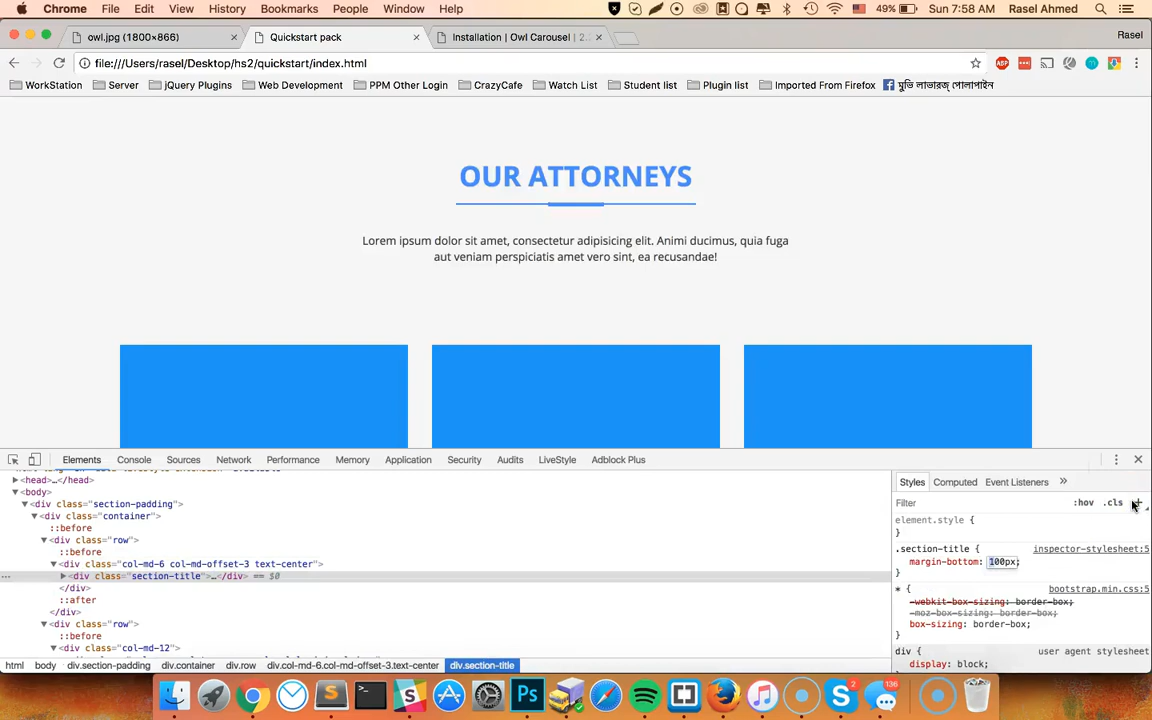 Chrome File Edit View History Bookmarks People Window Help 49% Sun 7:58 AM Rasel Ahmed
owl.jpg (1800×866) × Quickstart pack × Installation | Owl Carousel | 2. × Rasel
file:///Users/rasel/Desktop/hs2/quickstart/index.html
WorkStation Server jQuery Plugins Web Development PPM Other Login CrazyCafe Watch List Student list Plugin list Imported From Firefox মুভি লাভারজ্ পোলাপাইন
OUR ATTORNEYS
Lorem ipsum dolor sit amet, consectetur adipisicing elit. Animi ducimus, quia fuga
aut veniam perspiciatis amet vero sint, ea recusandae!
Elements Console Sources Network Performance Memory Application Security Audits LiveStyle Adblock Plus
<head>…</head>
<body>
<div class="section-padding">
<div class="container">
::before
<div class="row">
::before
<div class="col-md-6 col-md-offset-3 text-center">
<div class="section-title">…</div> == $0
</div>
::after
</div>
<div class="row">
::before
<div class="col-md-12">
html body div.section-padding div.container div.row div.col-md-6.col-md-offset-3.text-center div.section-title
Styles Computed Event Listeners »
Filter :hov .cls +
element.style {
}
.section-title { inspector-stylesheet:5
margin-bottom: 100px;
}
* { bootstrap.min.css:5
-webkit-box-sizing: border-box;
-moz-box-sizing: border-box;
box-sizing: border-box;
}
div { user agent stylesheet
display: block;
Ps
2
136